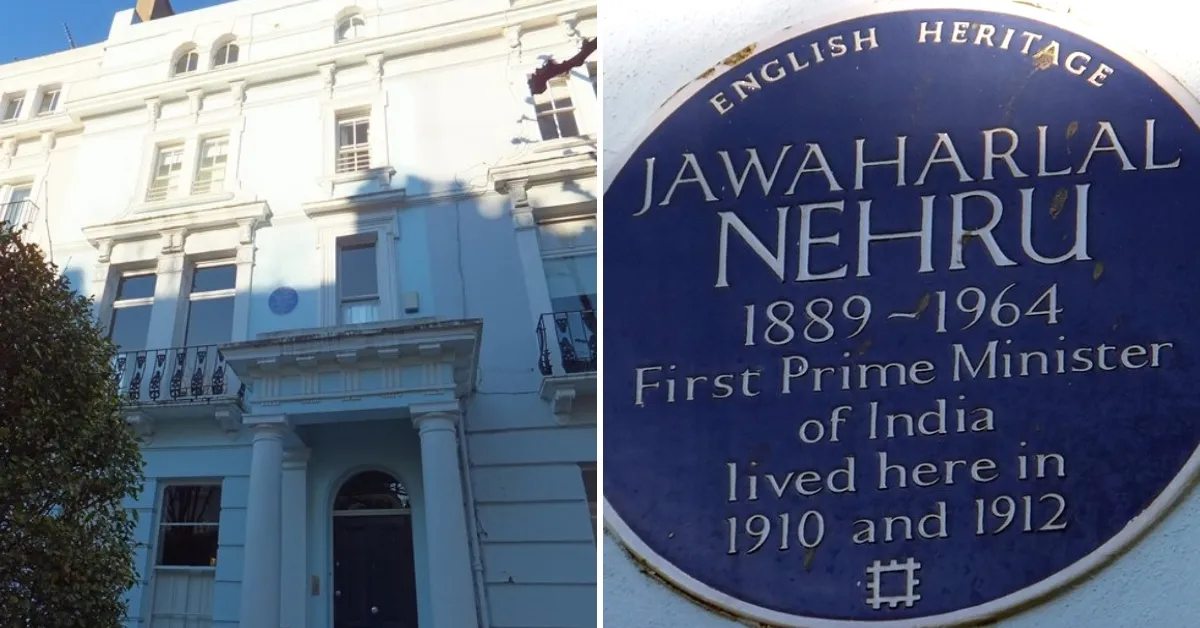 ENGLISH HERITAGE
JAWAHARLAL
NEHRU
1889 ~ 1964
First Prime Minister
of India
lived here in
1910 and 1912